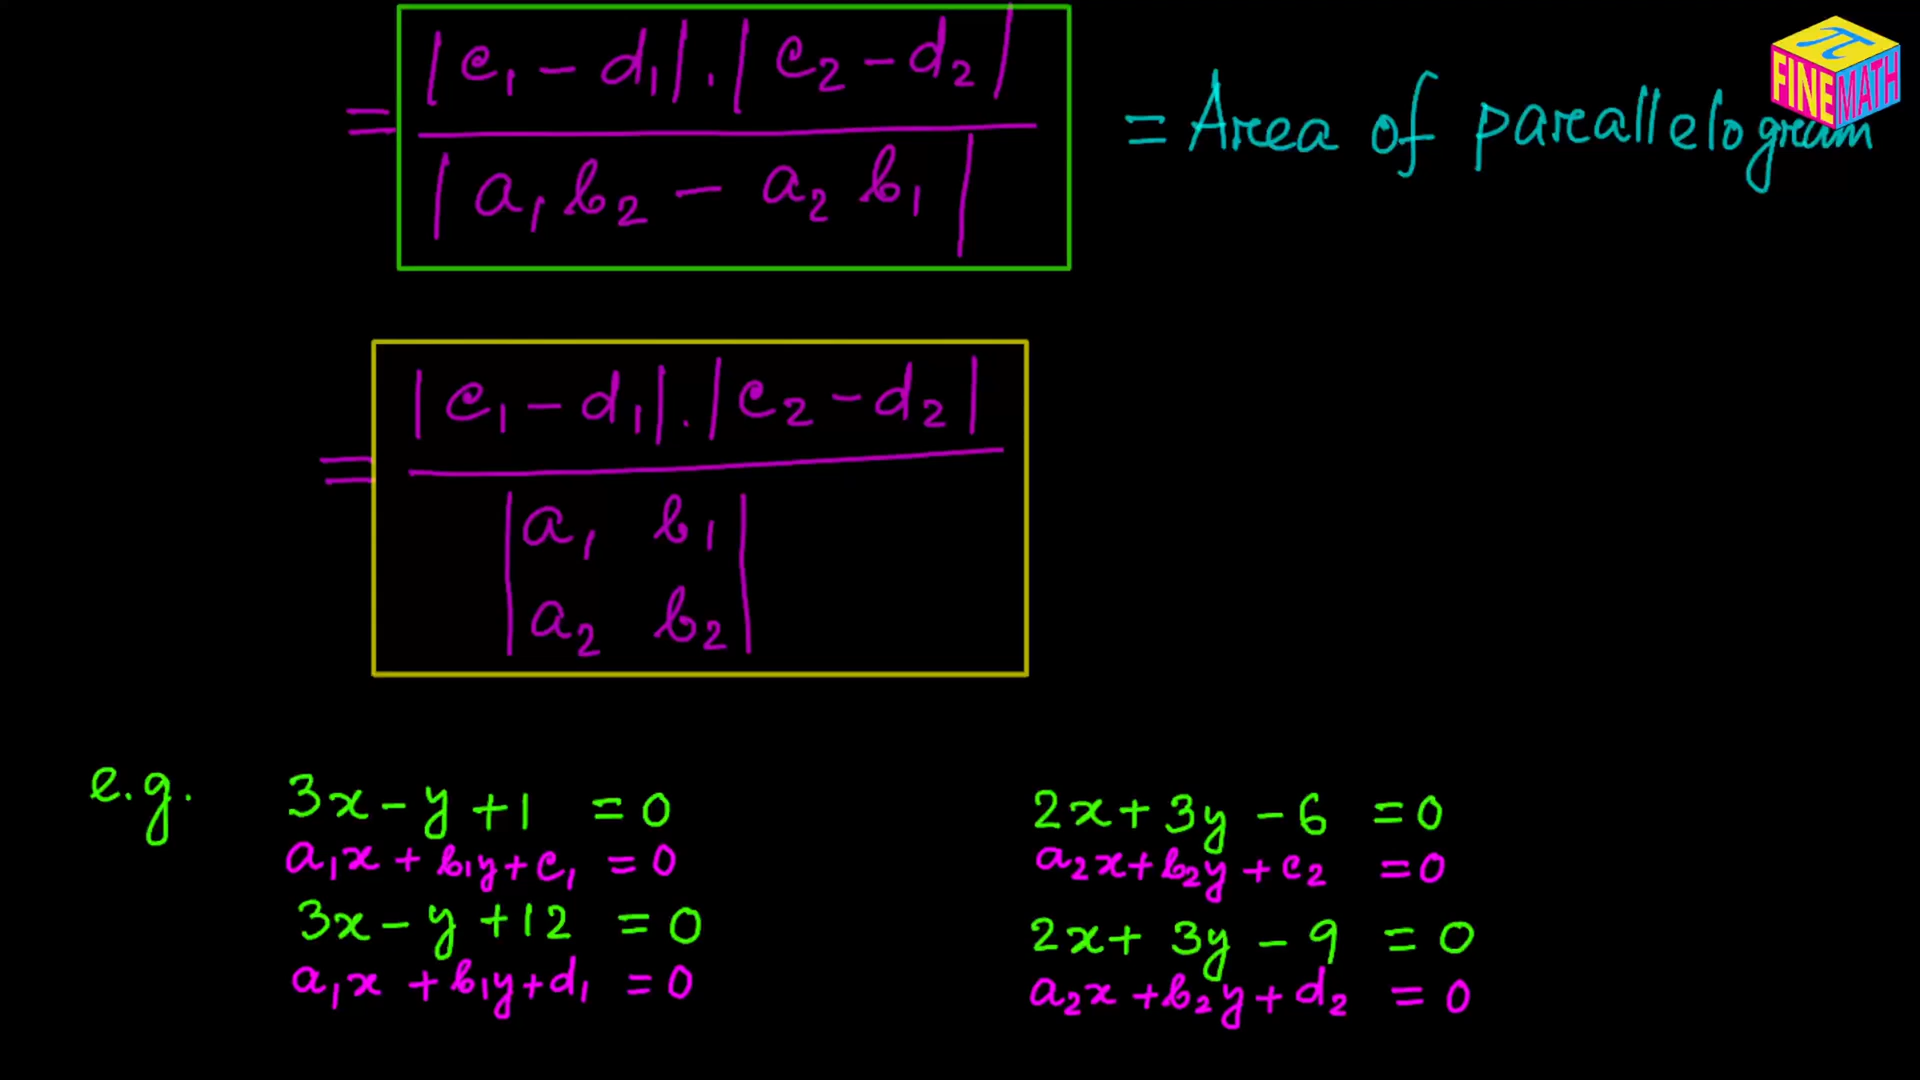 = |c₁ - d₁| . |c₂ - d₂| = Area of parallelogram
|a₁b₂ - a₂b₁|
π
FINE MATH
= |c₁ - d₁| . |c₂ - d₂|
|a₁ b₁|
|a₂ b₂|
e.g. 3x - y + 1 = 0 2x + 3y - 6 = 0
a₁x + b₁y + c₁ = 0 a₂x + b₂y + c₂ = 0
3x - y + 12 = 0 2x + 3y - 9 = 0
a₁x + b₁y + d₁ = 0 a₂x + b₂y + d₂ = 0